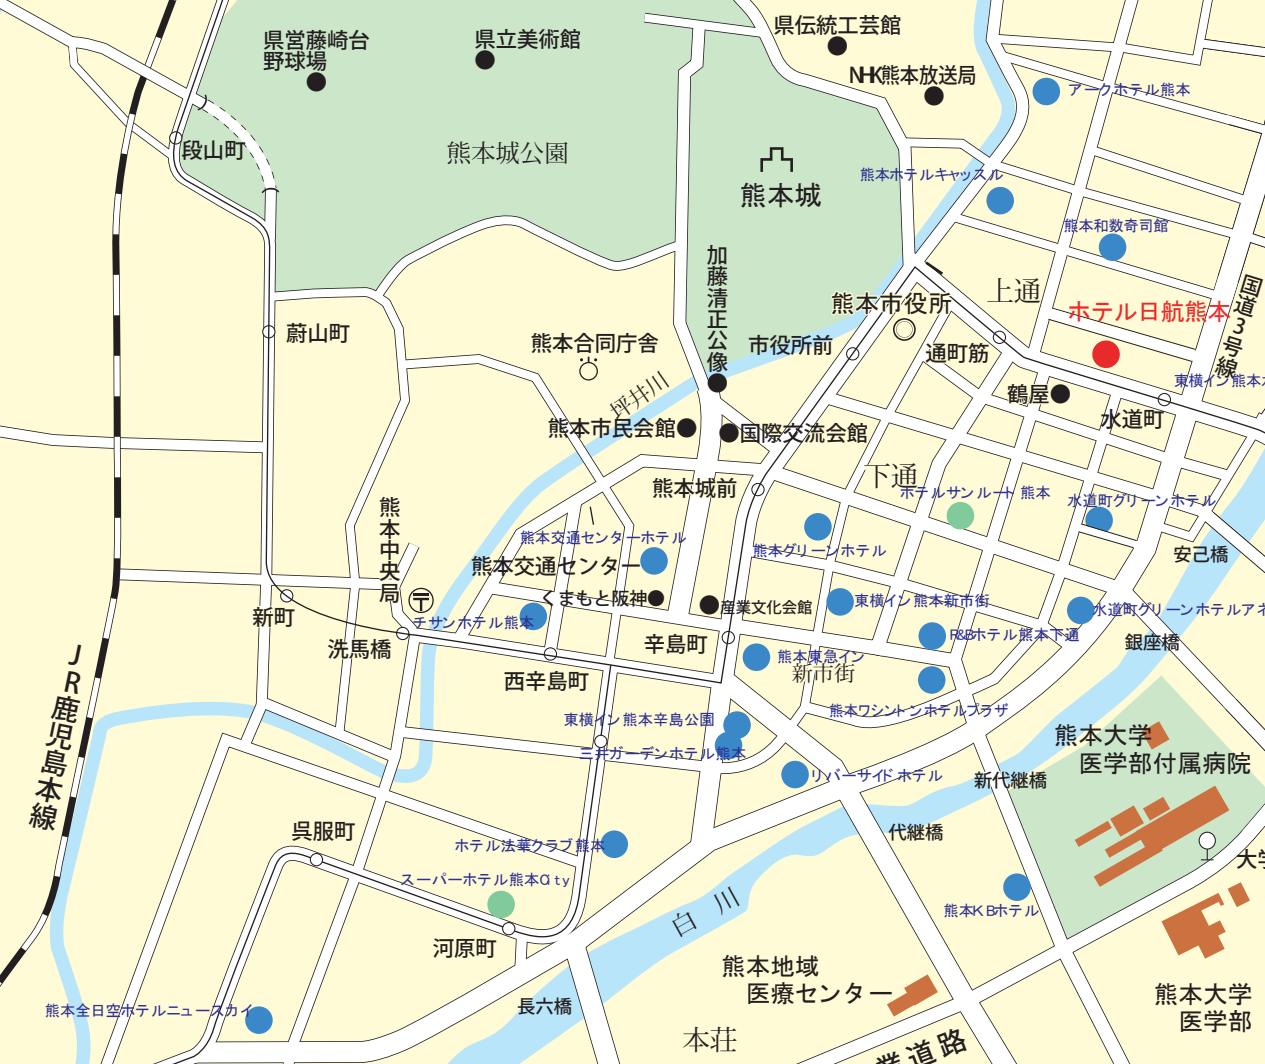 県営藤崎台
野球場
県立美術館
県伝統工芸館
NHK熊本放送局
アークホテル熊本
段山町
熊本城公園
熊本城
熊本ホテルキャッスル
熊本和数奇司館
加藤清正公像
国道3号線
上通
熊本市役所
ホテル日航熊本
蔚山町
熊本合同庁舎
市役所前
通町筋
坪井川
鶴屋
東横イン熊本
水道町
熊本市民会館
国際交流会館
熊本城前
下通
ホテルサンルート熊本
水道町グリーンホテル
熊本中央局
熊本交通センターホテル
熊本グリーンホテル
安己橋
熊本交通センター
くまもと阪神
産業文化会館
東横イン熊本新市街
水道町グリーンホテルアネ
新町
チサンホテル熊本
洗馬橋
辛島町
R&Bホテル熊本下通
銀座橋
熊本東急イン
新市街
西辛島町
JR鹿児島本線
東横イン熊本辛島公園
熊本ワシントンホテルプラザ
三井ガーデンホテル熊本
リバーサイドホテル
新代継橋
熊本大学
医学部付属病院
呉服町
ホテル法華クラブ熊本
代継橋
大学
スーパーホテル熊本City
熊本KBホテル
白川
河原町
熊本地域
医療センター
長六橋
熊本全日空ホテルニュースカイ
熊本大学
医学部
本荘
業道路